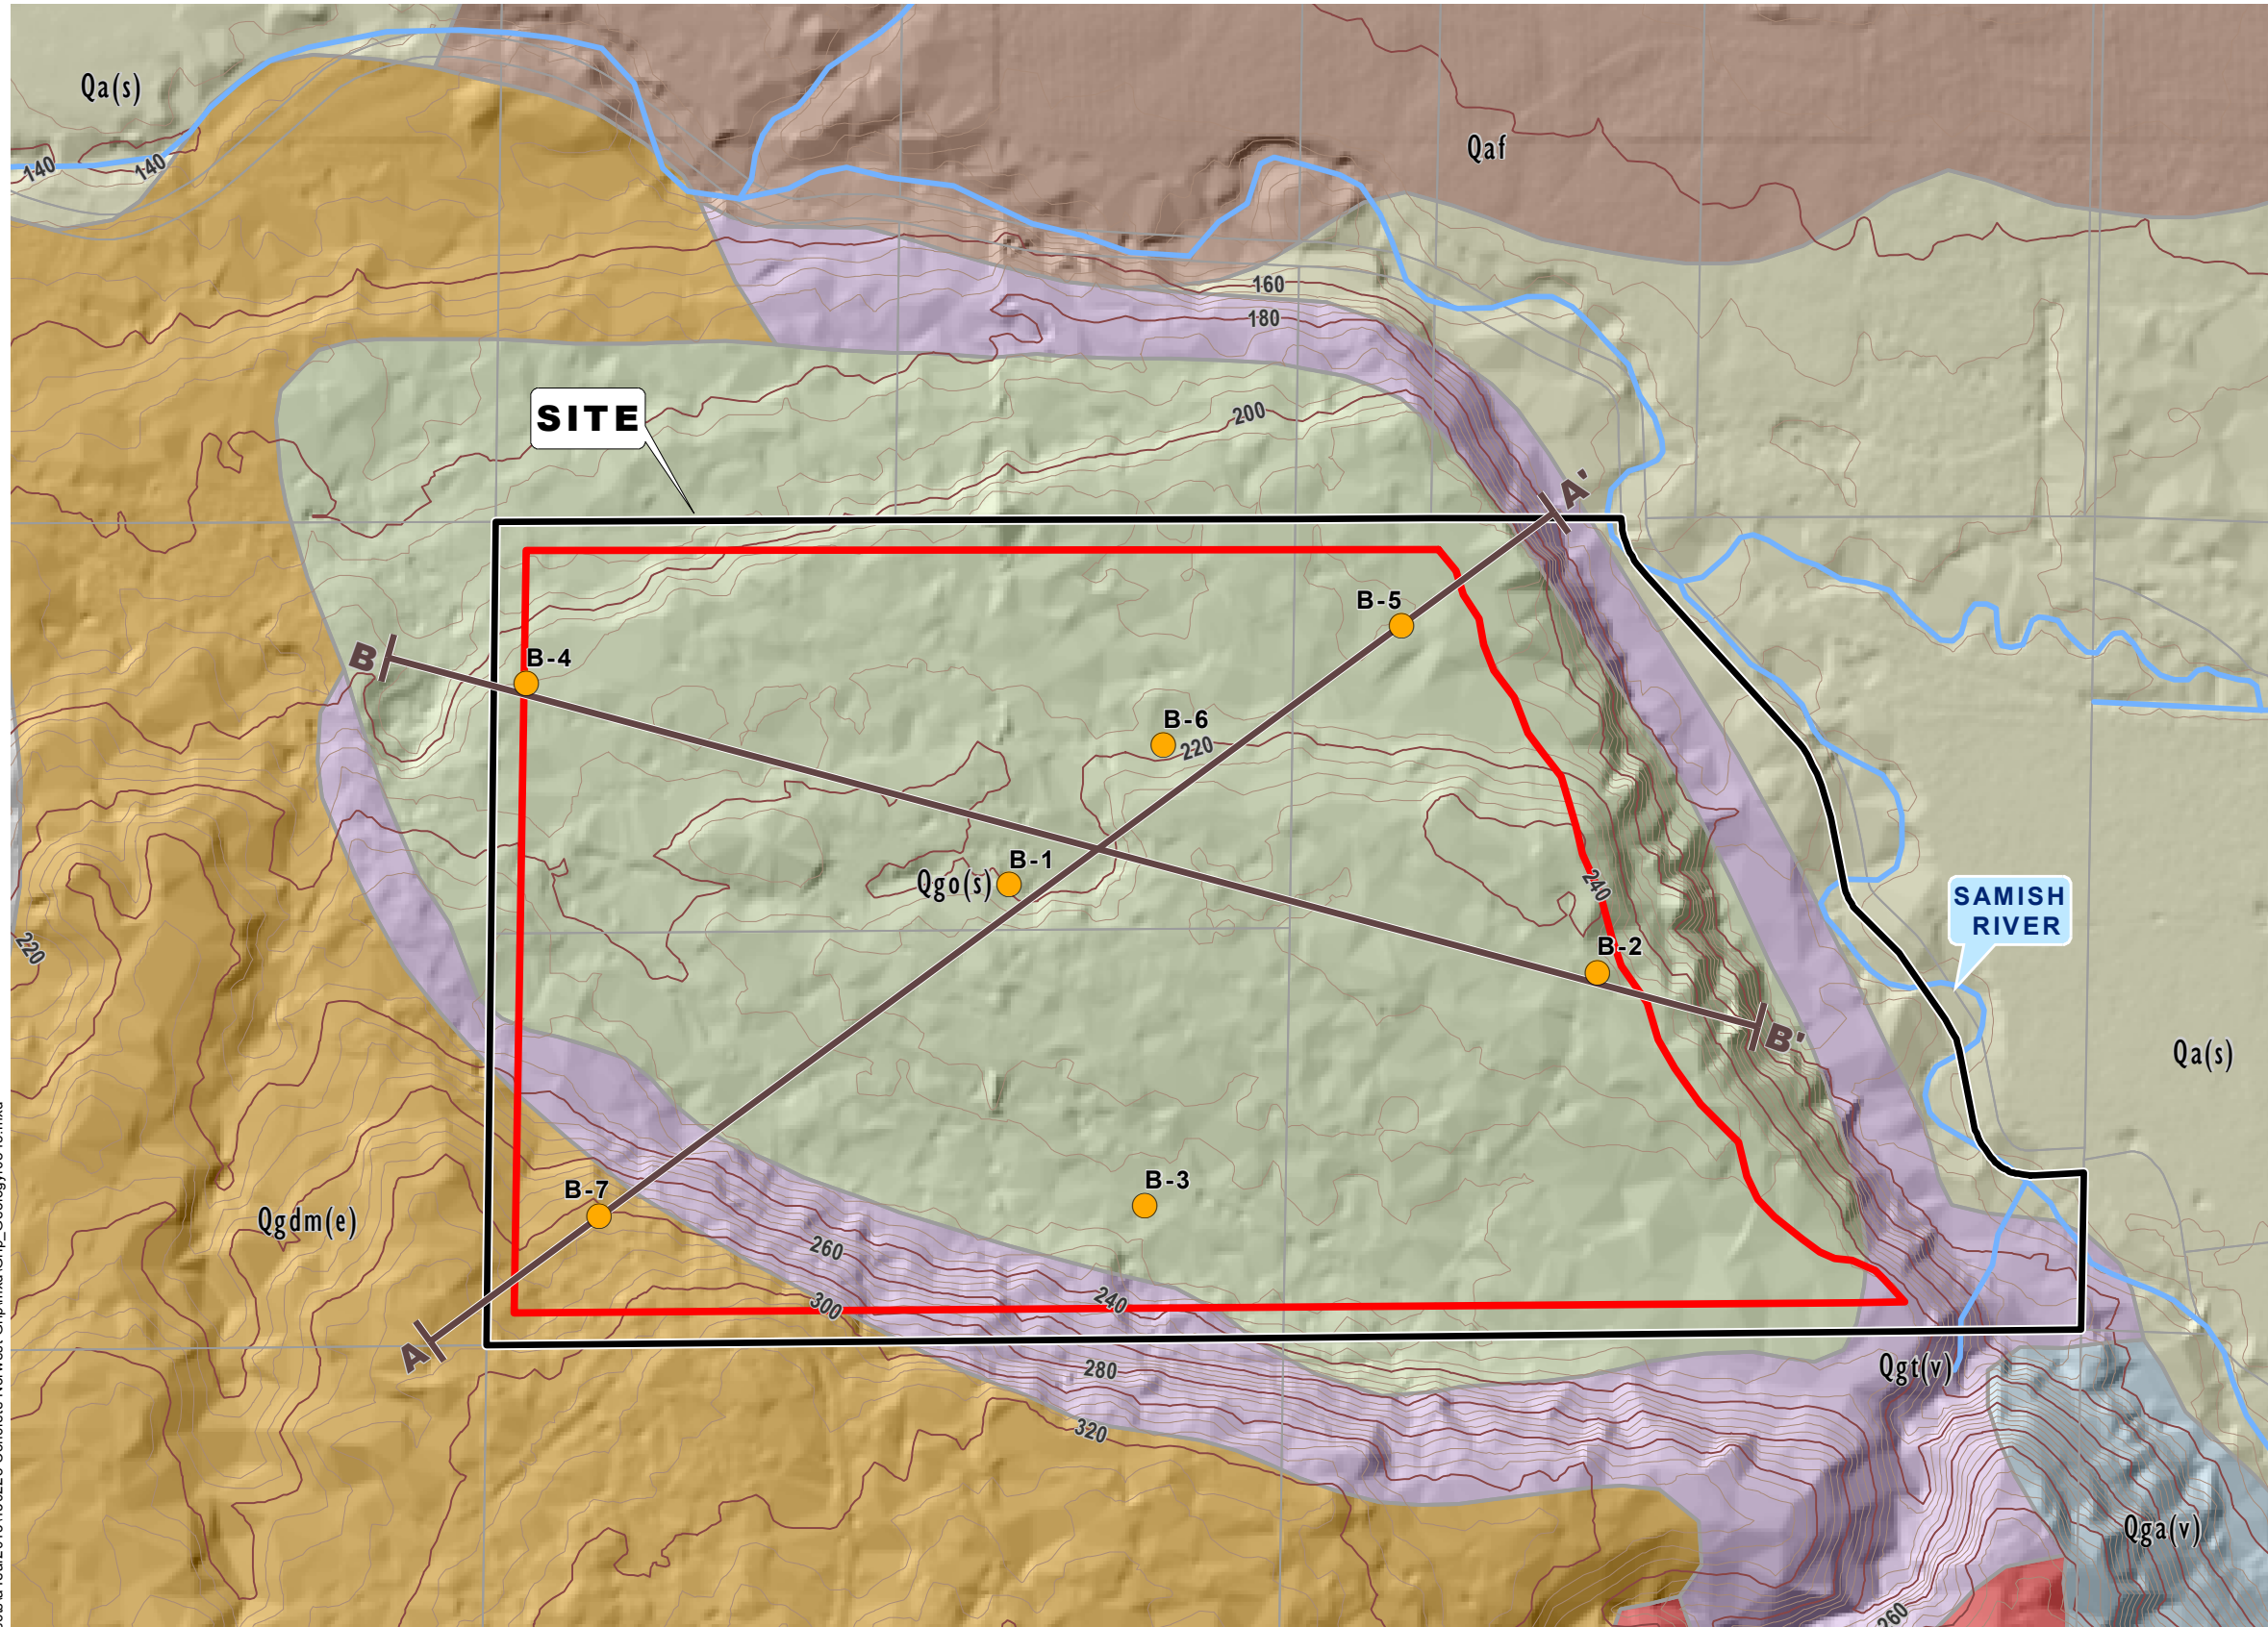 Qa(s)
Qaf
140
140
160
180
200
SITE
A'
B-5
B
B-4
B-6
220
B-1
Qgo(s)
240
SAMISH
RIVER
220
B-2
B'
Qa(s)
B-3
B-7
Qgdm(e)
260
240
300
A
280
Qgt(v)
320
Qga(v)
260